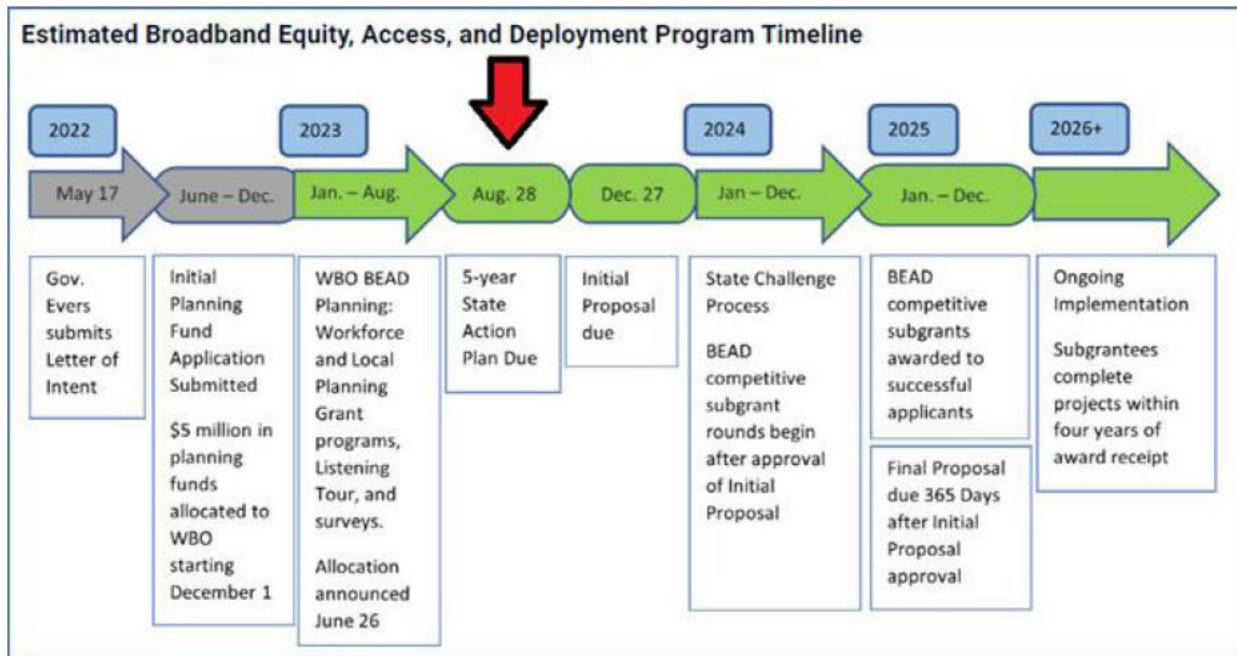 Estimated Broadband Equity, Access, and Deployment Program Timeline
2022
2023
2024
2025
2026+
May 17
June – Dec.
Jan. – Aug.
Aug. 28
Dec. 27
Jan – Dec.
Jan. – Dec.
Gov.
Evers
submits
Letter of
Intent
Initial
Planning
Fund
Application
Submitted
$5 million in
planning
funds
allocated to
WBO
starting
December 1
WBO BEAD
Planning:
Workforce
and Local
Planning
Grant
programs,
Listening
Tour, and
surveys.
Allocation
announced
June 26
5-year
State
Action
Plan Due
Initial
Proposal
due
State Challenge
Process
BEAD
competitive
subgrant
rounds begin
after approval
of Initial
Proposal
BEAD
competitive
subgrants
awarded to
successful
applicants
Final Proposal
due 365 Days
after Initial
Proposal
approval
Ongoing
Implementation
Subgrantees
complete
projects within
four years of
award receipt